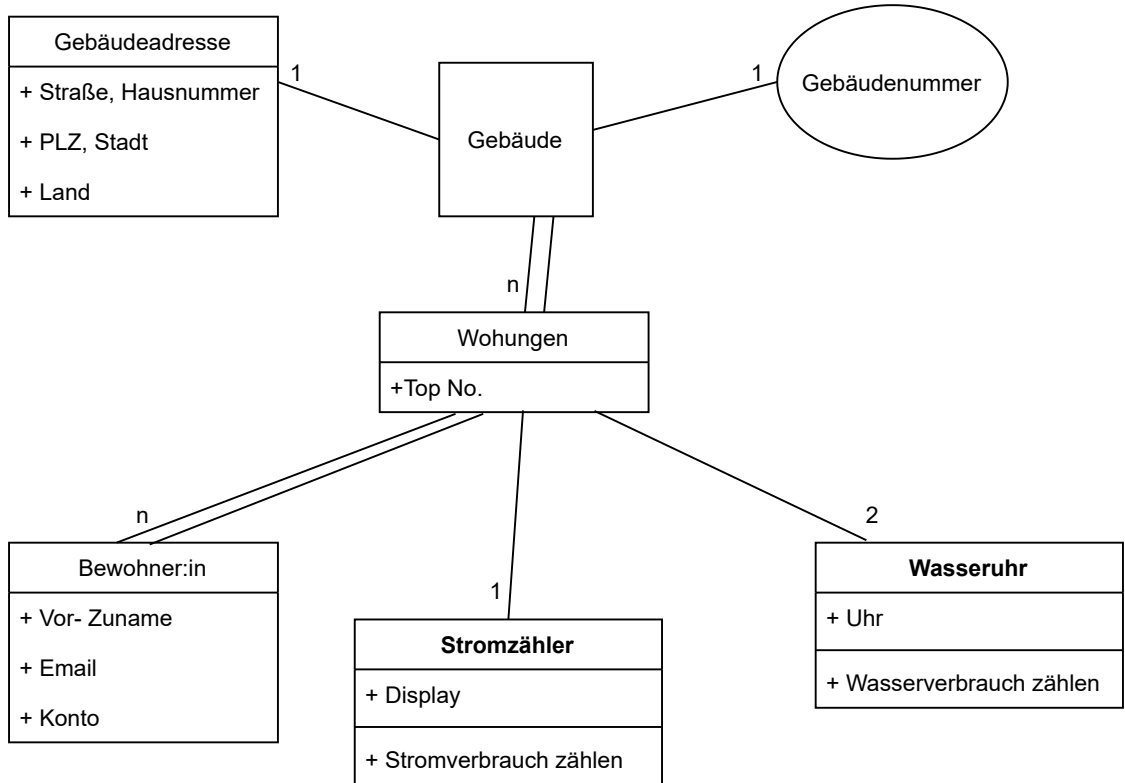 Gebäudeadresse
+ Straße, Hausnummer
+ PLZ, Stadt
+ Land
1
Gebäude
1
Gebäudenummer
n
Wohungen
+Top No.
n
Bewohner:in
+ Vor- Zuname
+ Email
+ Konto
1
Stromzähler
+ Display
+ Stromverbrauch zählen
2
Wasseruhr
+ Uhr
+ Wasserverbrauch zählen